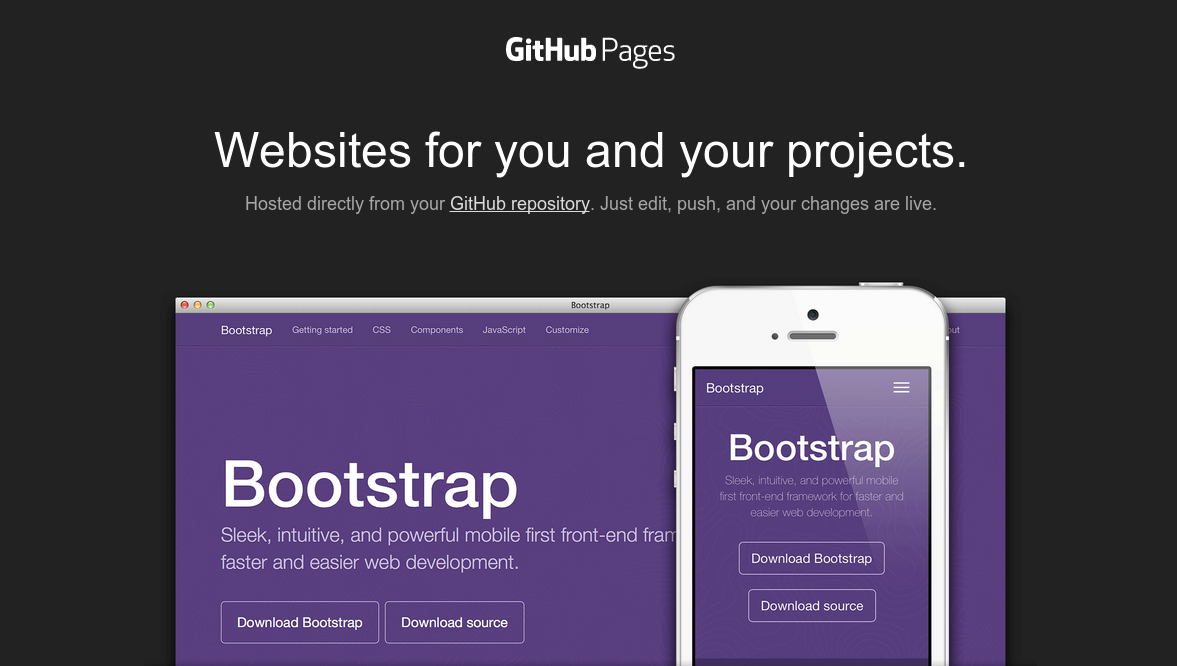 GitHub Pages
Websites for you and your projects.
Hosted directly from your GitHub repository. Just edit, push, and your changes are live.
Bootstrap
Bootstrap Getting started CSS Components JavaScript Customize
Bootstrap
Sleek, intuitive, and powerful mobile first front-end
faster and easier web development.
Download Bootstrap Download source
Bootstrap
Bootstrap
Sleek, intuitive, and powerful mobile
first front-end framework for faster and
easier web development.
Download Bootstrap
Download source